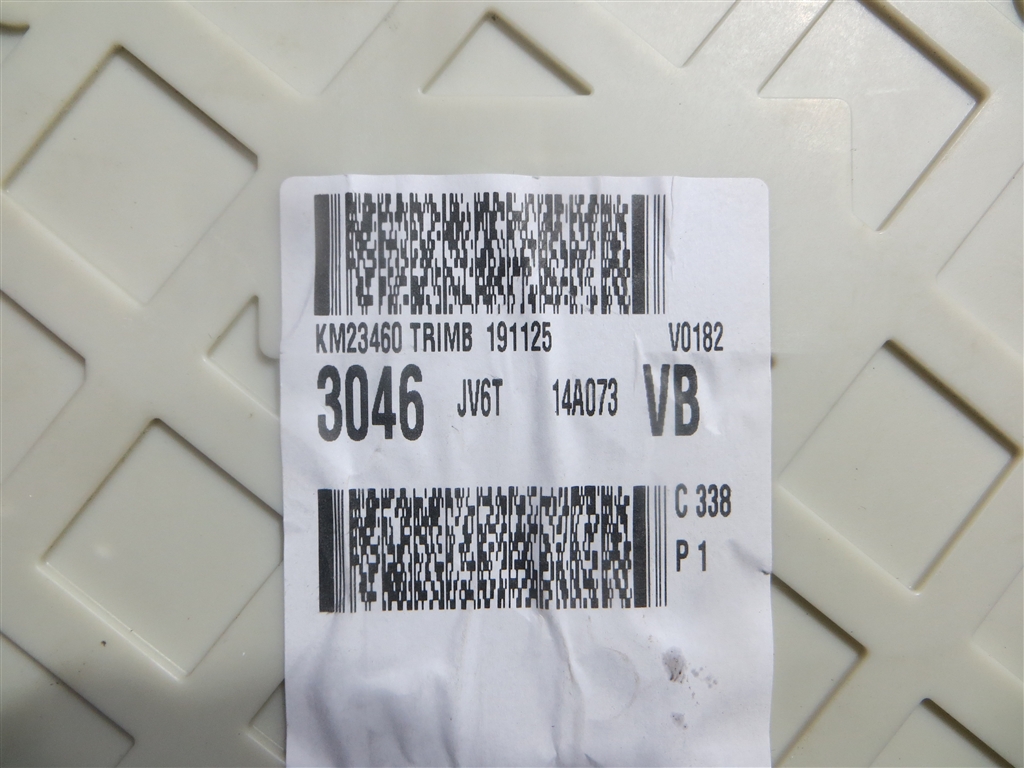 KM23460 TRIMB 191125 V0182
3046 JV6T 14A073 VB
C 338
P 1